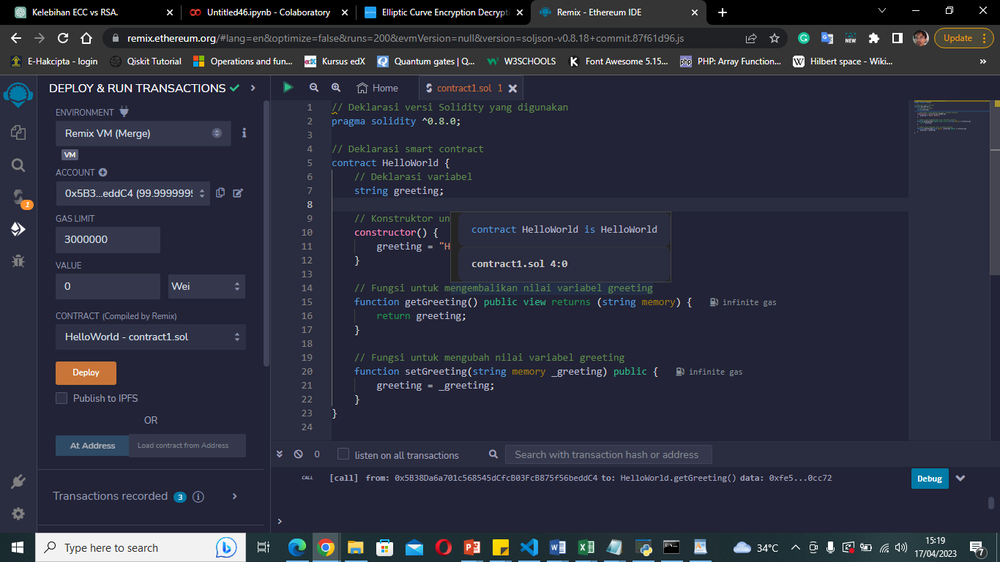 Kelebihan ECC vs RSA.
Untitled46.ipynb - Colaboratory
Elliptic Curve Encryption Decrypti
Remix - Ethereum IDE
remix.ethereum.org/#lang=en&optimize=false&runs=200&evmVersion=null&version=soljson-v0.8.18+commit.87f61d96.js
NEW
Update
E-Hakcipta - login
Qiskit Tutorial
Operations and fun...
edX Kursus edX
Quantum gates | Q...
W3SCHOOLS
Font Awesome 5.15...
php PHP: Array Function...
W Hilbert space - Wiki...
DEPLOY & RUN TRANSACTIONS
ENVIRONMENT
Remix VM (Merge)
VM
ACCOUNT
0x5B3...eddC4 (99.9999999
1
GAS LIMIT
3000000
VALUE
0
Wei
CONTRACT (Compiled by Remix)
HelloWorld - contract1.sol
Deploy
Publish to IPFS
OR
At Address
Load contract from Address
Transactions recorded 3 i
Home
contract1.sol 1
1 // Deklarasi versi Solidity yang digunakan
2 pragma solidity ^0.8.0;
3
4 // Deklarasi smart contract
5 contract HelloWorld {
6 // Deklarasi variabel
7 string greeting;
8
9 // Konstruktor un
10 constructor() {
11 greeting = "H
12 }
contract HelloWorld is HelloWorld
contract1.sol 4:0
13
14 // Fungsi untuk mengembalikan nilai variabel greeting
15 function getGreeting() public view returns (string memory) { infinite gas
16 return greeting;
17 }
18
19 // Fungsi untuk mengubah nilai variabel greeting
20 function setGreeting(string memory _greeting) public { infinite gas
21 greeting = _greeting;
22 }
23 }
24
0
listen on all transactions
Search with transaction hash or address
CALL [call] from: 0x5B38Da6a701c568545dCfcB03FcB875f56beddC4 to: HelloWorld.getGreeting() data: 0xfe5...0cc72
Debug
>
Type here to search
34°C
15:19
17/04/2023
7